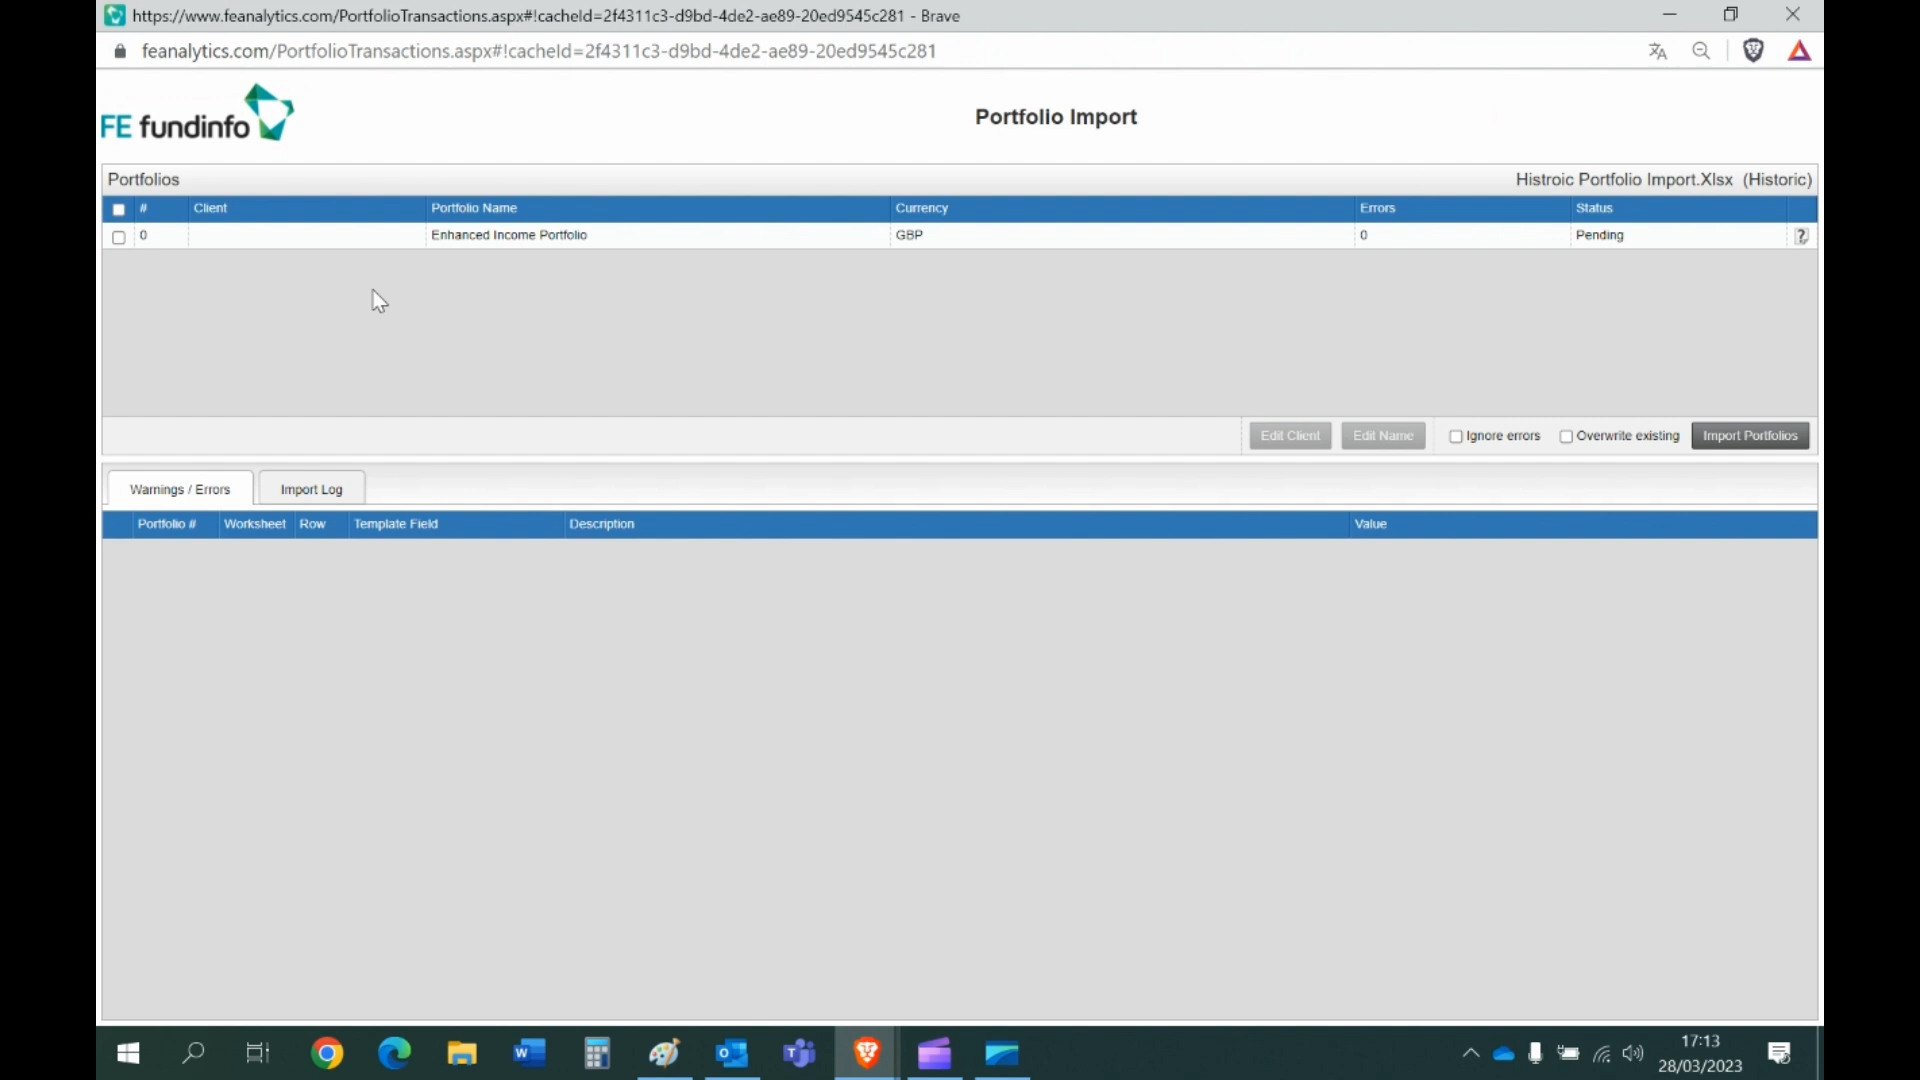 https://www.feanalytics.com/PortfolioTransactions.aspx#!cacheId=2f4311c3-d9bd-4de2-ae89-20ed9545c281 - Brave
feanalytics.com/PortfolioTransactions.aspx#!cacheId=2f4311c3-d9bd-4de2-ae89-20ed9545c281
FE fundinfo
Portfolio Import
Portfolios Histroic Portfolio Import.Xlsx (Historic)
# Client Portfolio Name Currency Errors Status
0 Enhanced Income Portfolio GBP 0 Pending
Edit Client Edit Name Ignore errors Overwrite existing Import Portfolios
Warnings / Errors Import Log
Portfolio # Worksheet Row Template Field Description Value
17:13
28/03/2023